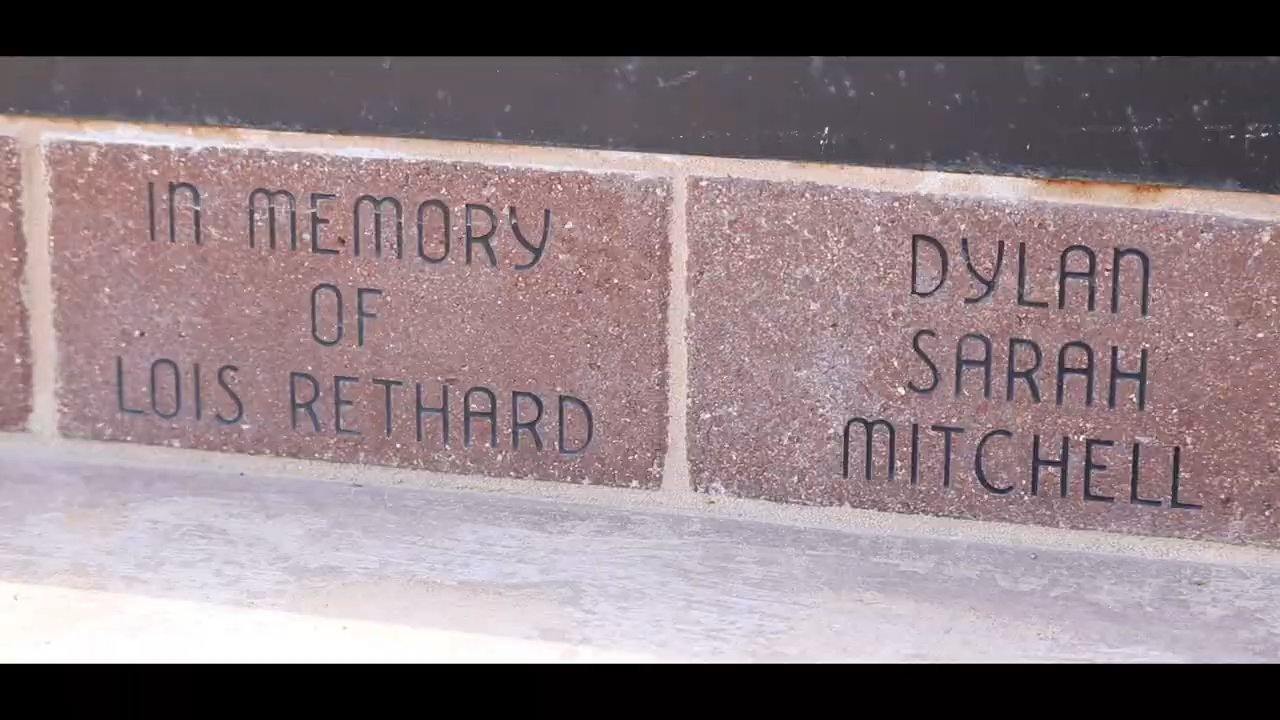 IN MEMORY
OF
LOIS RETHARD
DYLAN
SARAH
MITCHELL